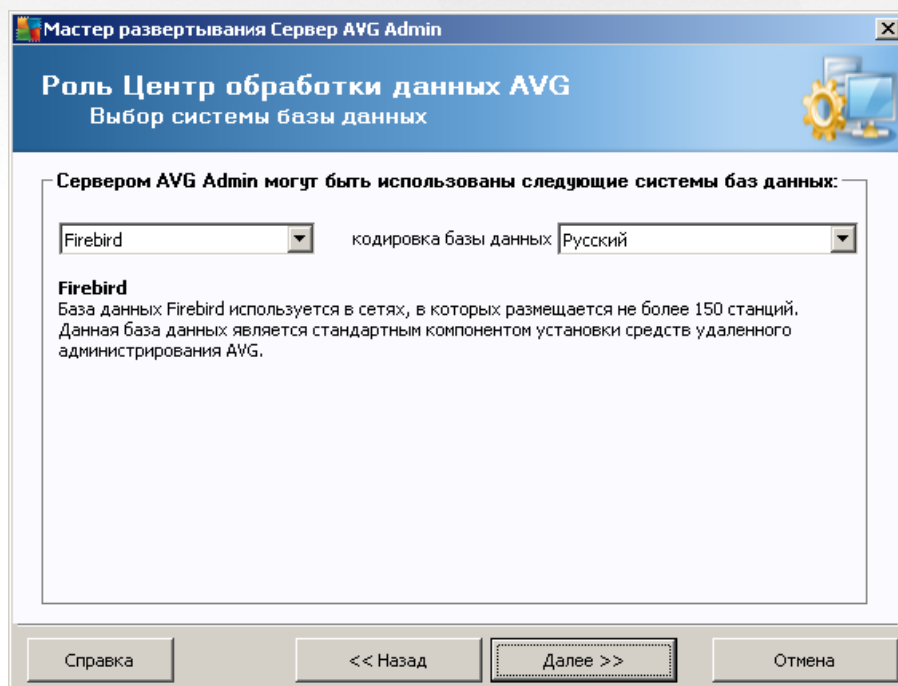 Мастер развертывания Сервер AVG Admin
Роль Центр обработки данных AVG
Выбор системы базы данных
Сервером AVG Admin могут быть использованы следующие системы баз данных:
Firebird кодировка базы данных Русский
Firebird
База данных Firebird используется в сетях, в которых размещается не более 150 станций.
Данная база данных является стандартным компонентом установки средств удаленного
администрирования AVG.
Справка << Назад Далее >> Отмена